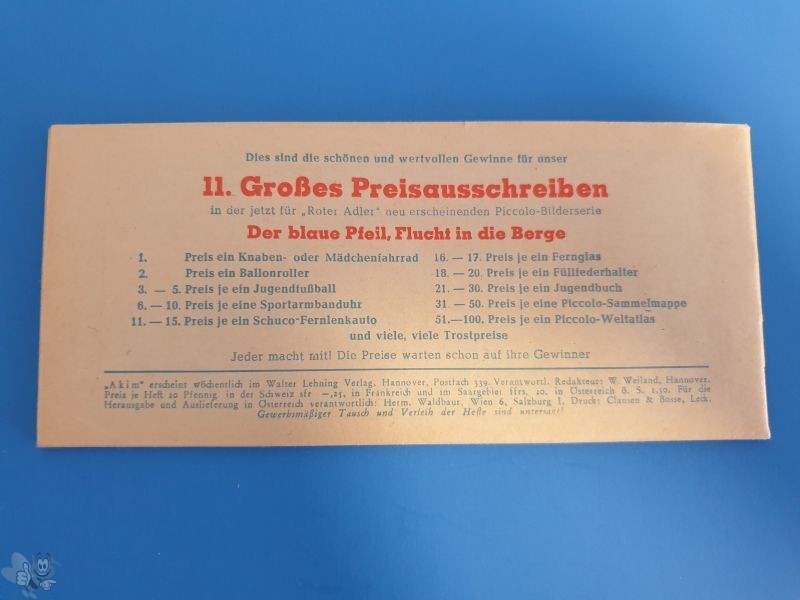 Dies sind die schönen und wertvollen Gewinne für unser
11. Großes Preisausschreiben
in der jetzt für „Roter Adler" neu erscheinenden Piccolo-Bilderserie
Der blaue Pfeil, Flucht in die Berge
1. Preis ein Knaben- oder Mädchenfahrrad
2. Preis ein Ballonroller
3. — 5. Preis je ein Jugendfußball
6. — 10. Preis je eine Sportarmbanduhr
11. — 15. Preis je ein Schuco-Fernlenkauto
16. — 17. Preis je ein Fernglas
18. — 20. Preis je ein Füllfederhalter
21. — 30. Preis je ein Jugendbuch
31 — 50. Preis je eine Piccolo-Sammelmappe
51.—100. Preis je ein Piccolo-Weltatlas
und viele, viele Trostpreise
Jeder macht mit! Die Preise warten schon auf ihre Gewinner
„Akim" erscheint wöchentlich im Walter Lehning Verlag, Hannover, Postfach 339. Verantwortl. Redakteur: W. Weiland, Hannover.
Preis je Heft 20 Pfennig, in der Schweiz sfr —,25, in Frankreich und im Saargebiet ffrs. 20, in Österreich ö. S. 1.50. Für die
Herausgabe und Auslieferung in Österreich verantwortlich: Herm. Waldbaur, Wien 6, Salzburg I. Druck: Clausen & Bosse, Leck.
Gewerbsmäßiger Tausch und Verleih der Hefte sind untersagt!